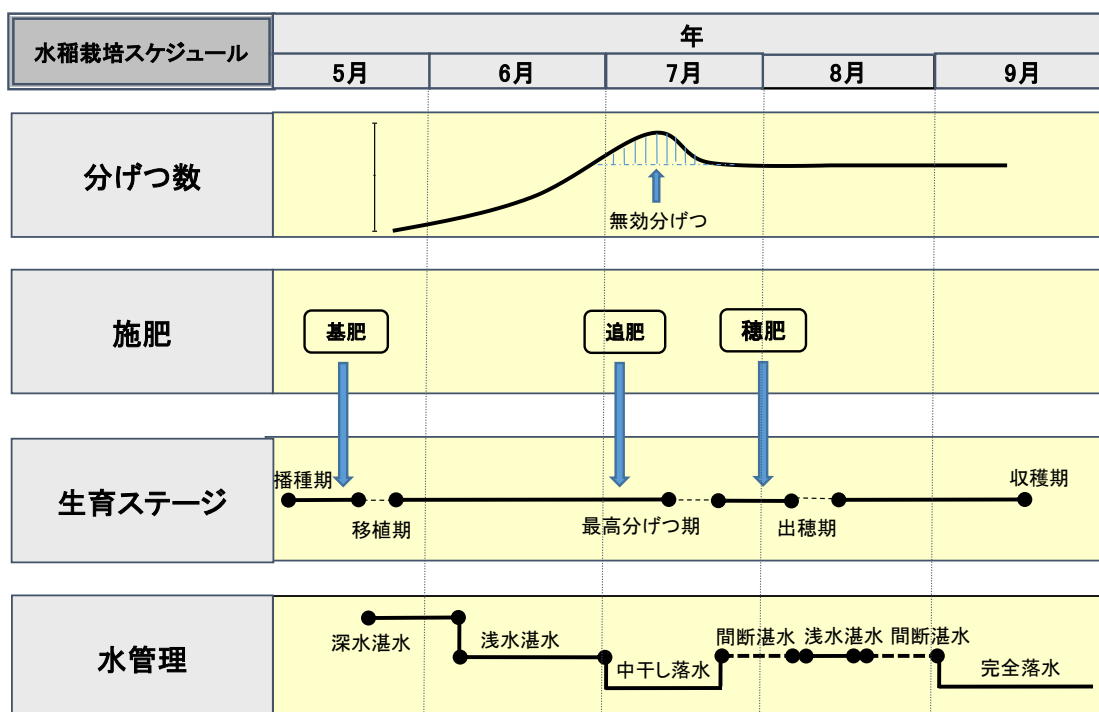 水稲栽培スケジュール
年
5月
6月
7月
8月
9月
分げつ数
無効分げつ
施肥
基肥
追肥
穂肥
生育ステージ
播種期
移植期
最高分げつ期
出穂期
収穫期
水管理
深水湛水
浅水湛水
中干し落水
間断湛水
浅水湛水
間断湛水
完全落水